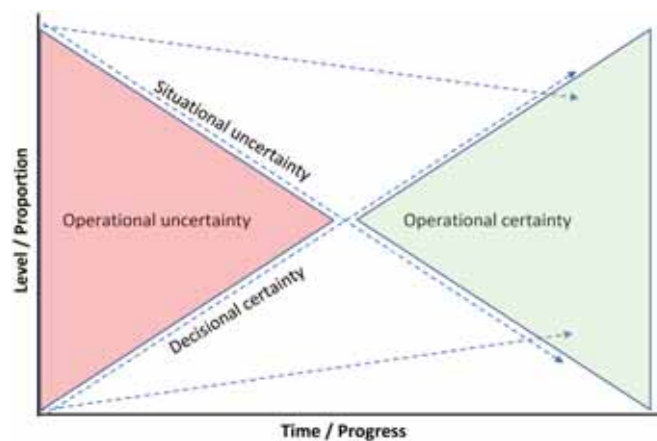 Situational uncertainty
Operational uncertainty
Operational certainty
Decisional certainty
Level / Proportion
Time / Progress